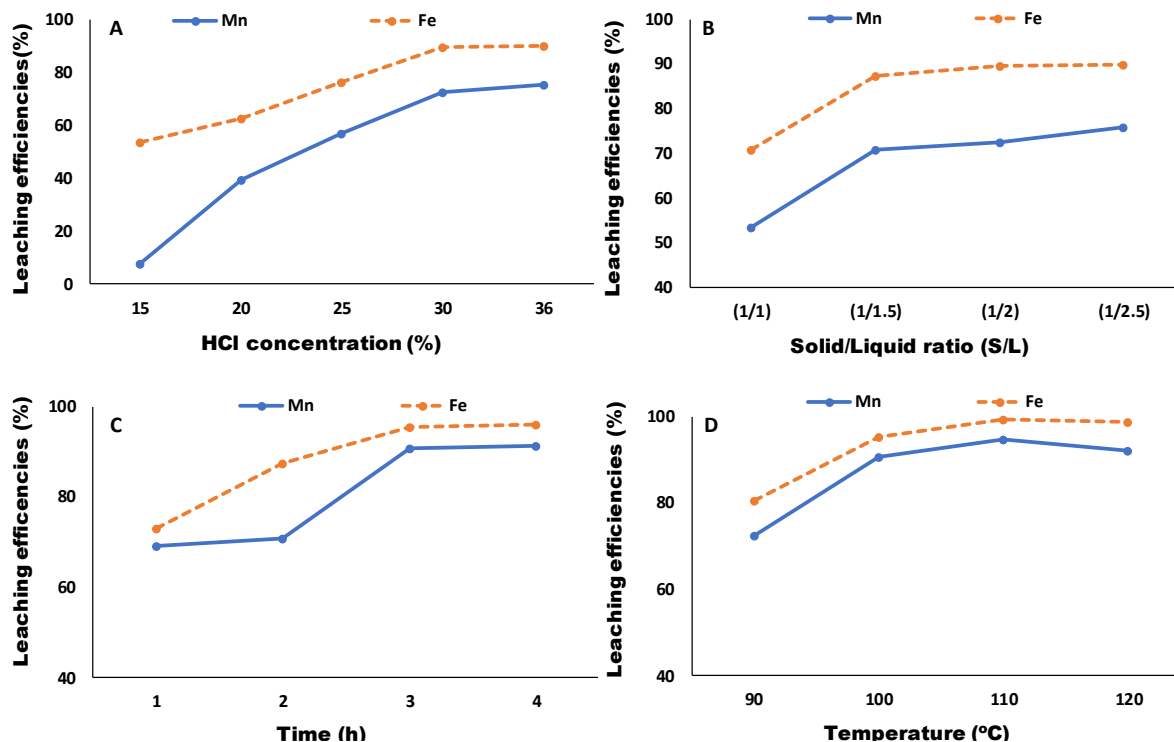 A
Mn
Fe
Leaching efficiencies(%)
100
80
60
40
20
0
15
20
25
30
36
HCl concentration (%)
B
Mn
Fe
Leaching efficiencies (%)
100
90
80
70
60
50
40
(1/1)
(1/1.5)
(1/2)
(1/2.5)
Solid/Liquid ratio (S/L)
C
Mn
Fe
Leaching efficencies (%)
100
80
60
40
1
2
3
4
Time (h)
D
Mn
Fe
Leaching efficiencies (%)
100
80
60
40
90
100
110
120
Temperature (ºC)